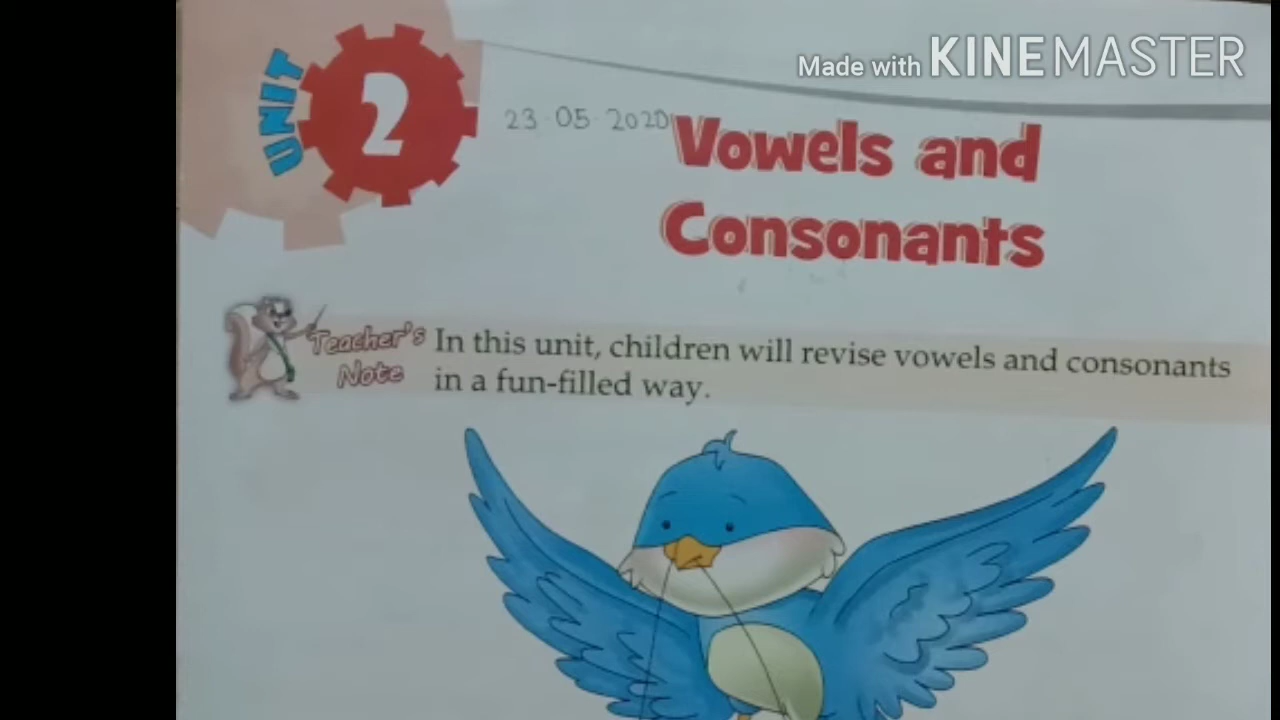 Made with KINEMASTER
UNIT 2
23.05.2020
Vowels and
Consonants
Teacher's In this unit, children will revise vowels and consonants
Note in a fun-filled way.